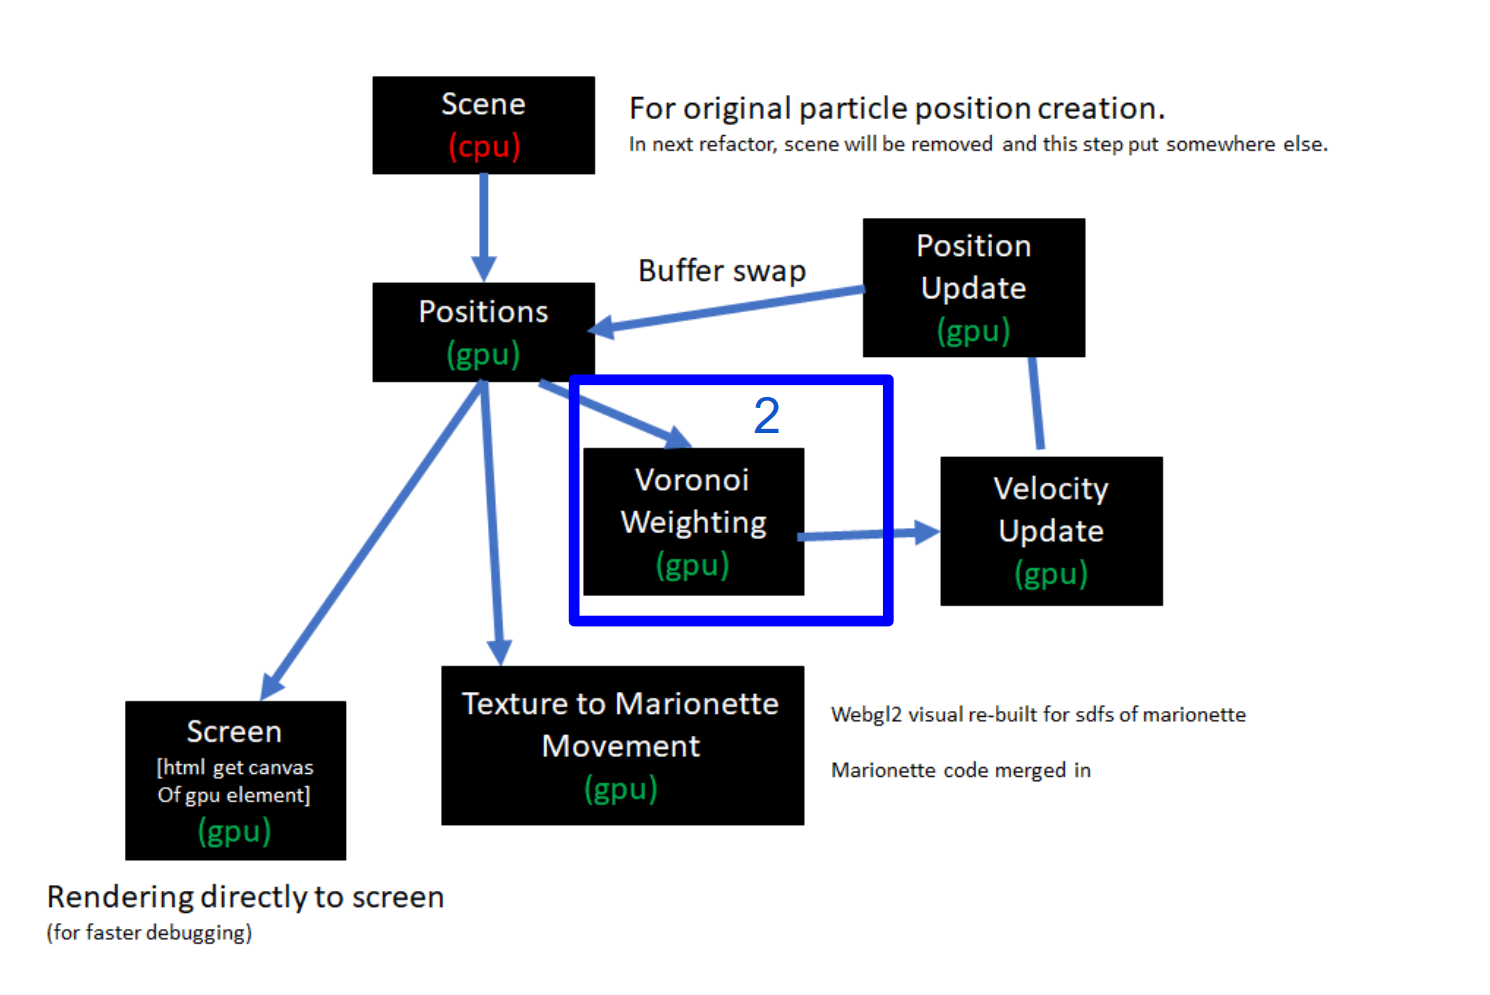 Scene
(cpu)
For original particle position creation.
In next refactor, scene will be removed and this step put somewhere else.
Position
Update
(gpu)
Buffer swap
Positions
(gpu)
2
Voronoi
Weighting
(gpu)
Velocity
Update
(gpu)
Texture to Marionette
Movement
(gpu)
Webgl2 visual re-built for sdfs of marionette
Marionette code merged in
Screen
[html get canvas
Of gpu element]
(gpu)
Rendering directly to screen
(for faster debugging)